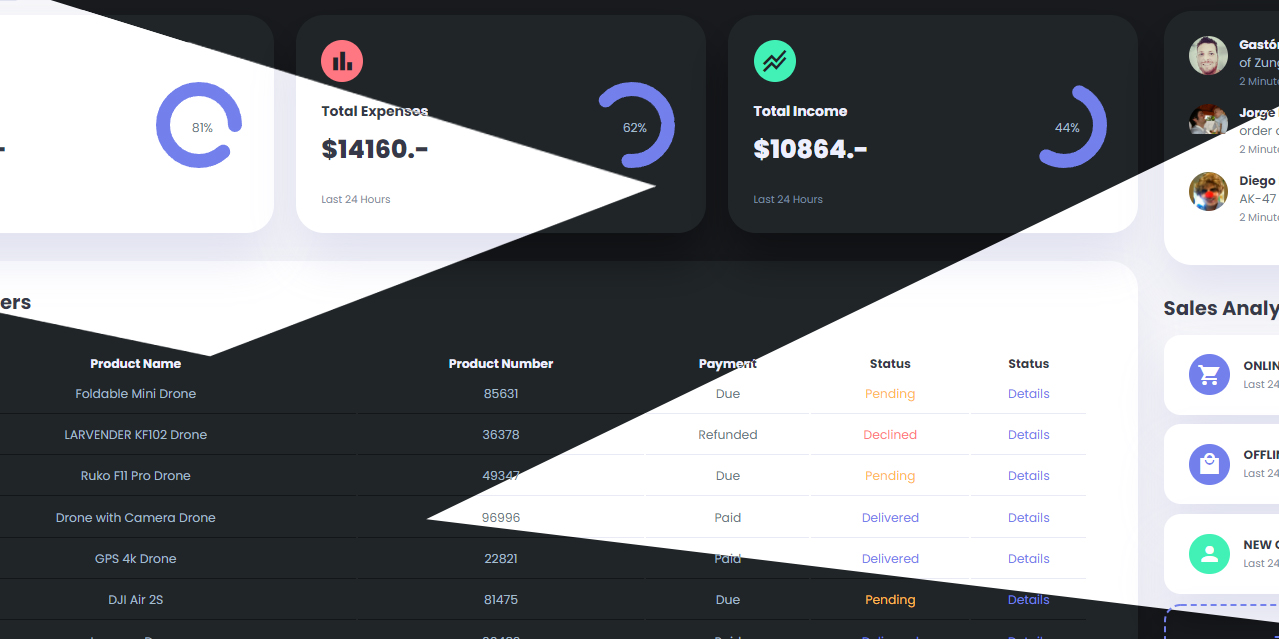 81%
Total Expenses
$14160.-
62%
Last 24 Hours
Total Income
$10864.-
44%
Last 24 Hours
Gastó
of Zun
2 Minut
Jorge
order
2 Minut
Diego
AK-47
2 Minut
ers
Product Name Product Number Payment Status Status
Foldable Mini Drone 85631 Due Pending Details
LARVENDER KF102 Drone 36378 Refunded Declined Details
Ruko F11 Pro Drone 49347 Due Pending Details
Drone with Camera Drone 96996 Paid Delivered Details
GPS 4k Drone 22821 Paid Delivered Details
DJI Air 2S 81475 Due Pending Details
Sales Analy
ONLIN
Last 24
OFFLI
Last 24
NEW
Last 24